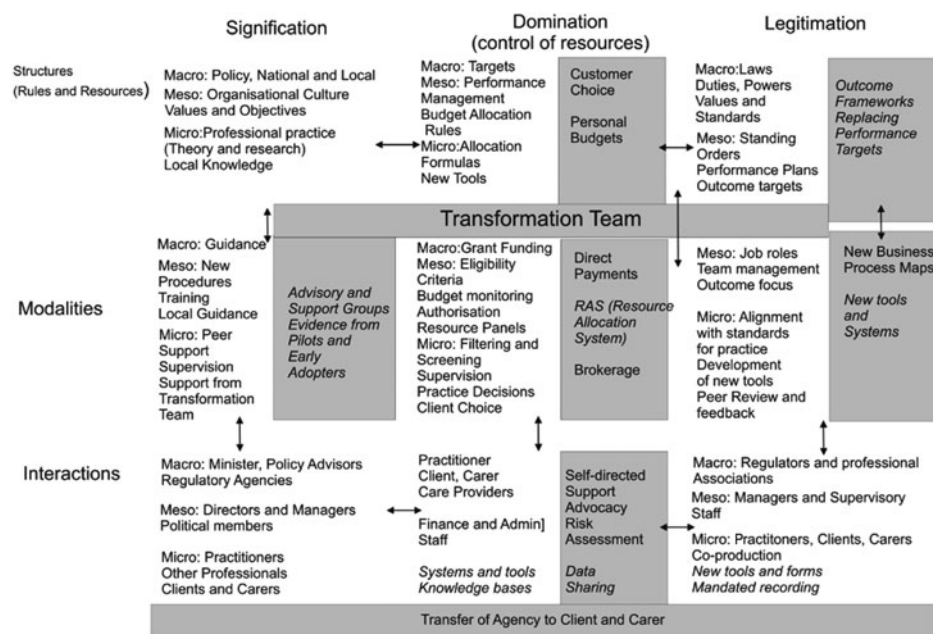 Signification
Domination
(control of resources)
Legitimation
Structures
(Rules and Resources)
Macro: Policy, National and Local
Meso: Organisational Culture
Values and Objectives
Micro:Professional practice
(Theory and research)
Local Knowledge
Macro: Targets
Meso: Performance
Management
Budget Allocation
Rules
Micro:Allocation
Formulas
New Tools
Customer
Choice
Personal
Budgets
Macro:Laws
Duties, Powers
Values and
Standards
Meso: Standing
Orders
Performance Plans
Outcome targets
Outcome
Frameworks
Replacing
Performance
Targets
Transformation Team
Modalities
Macro: Guidance
Meso: New
Procedures
Training
Local Guidance
Micro: Peer
Support
Supervision
Support from
Transformation
Team
Advisory and
Support Groups
Evidence from
Pilots and
Early
Adopters
Macro:Grant Funding
Meso: Eligibility
Criteria
Budget monitoring
Authorisation
Resource Panels
Micro: Filtering and
Screening
Supervision
Practice Decisions
Client Choice
Direct
Payments
RAS (Resource
Allocation
System)
Brokerage
Meso: Job roles
Team management
Outcome focus
Micro: Alignment
with standards
for practice
Development
of new tools
Peer Review and
feedback
New Business
Process Maps
New tools
and
Systems
Interactions
Macro: Minister, Policy Advisors
Regulatory Agencies
Meso: Directors and Managers
Political members
Micro: Practitioners
Other Professionals
Clients and Carers
Practitioner
Client, Carer
Care Providers
Finance and Admin]
Staff
Systems and tools
Knowledge bases
Self-directed
Support
Advocacy
Risk
Assessment
Data
Sharing
Macro: Regulators and professional
Associations
Meso: Managers and Supervisory
Staff
Micro: Practitoners, Clients, Carers
Co-production
New tools and forms
Mandated recording
Transfer of Agency to Client and Carer